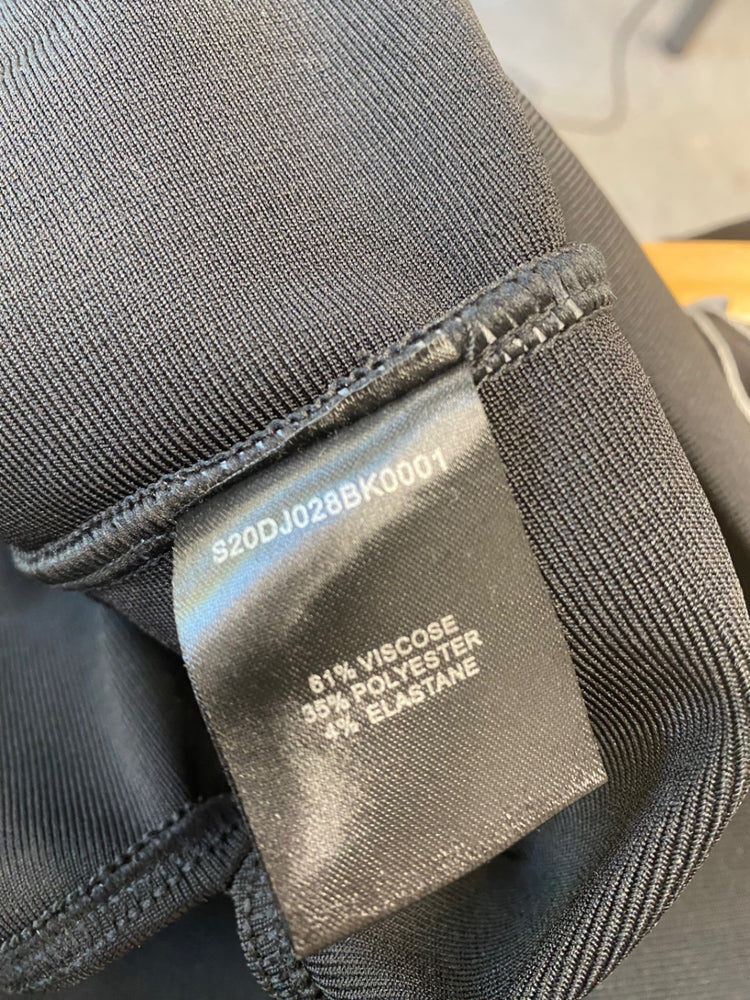 S20DJ028BK0001
61% VISCOSE
35% POLYESTER
4% ELASTANE